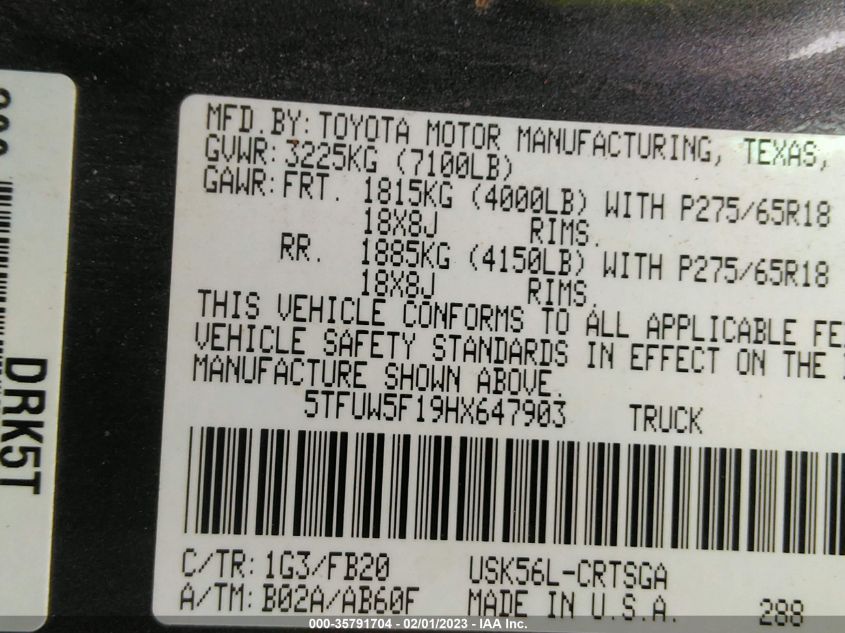 MFD.BY: TOYOTA MOTOR MANUFACTURING, TEXAS,
GVWR: 3225KG (7100LB)
GAWR: FRT. 1815KG (4000LB) WITH P275/65R18
18X8J RIMS.
RR. 1885KG (4150LB) WITH P275/65R18
18X8J RIMS.
THIS VEHICLE CONFORMS TO ALL APPLICABLE FE
VEHICLE SAFETY STANDARDS IN EFFECT ON THE
MANUFACTURE SHOWN ABOVE.
5TFUW5F19HX647903 TRUCK
C/TR: 1G3/FB20 USK56L-CRTSGA
A/TM: B02A/AB60F MADE IN U.S.A. 288
DRK5T
000-35791704 - 02/01/2023 - IAA Inc.